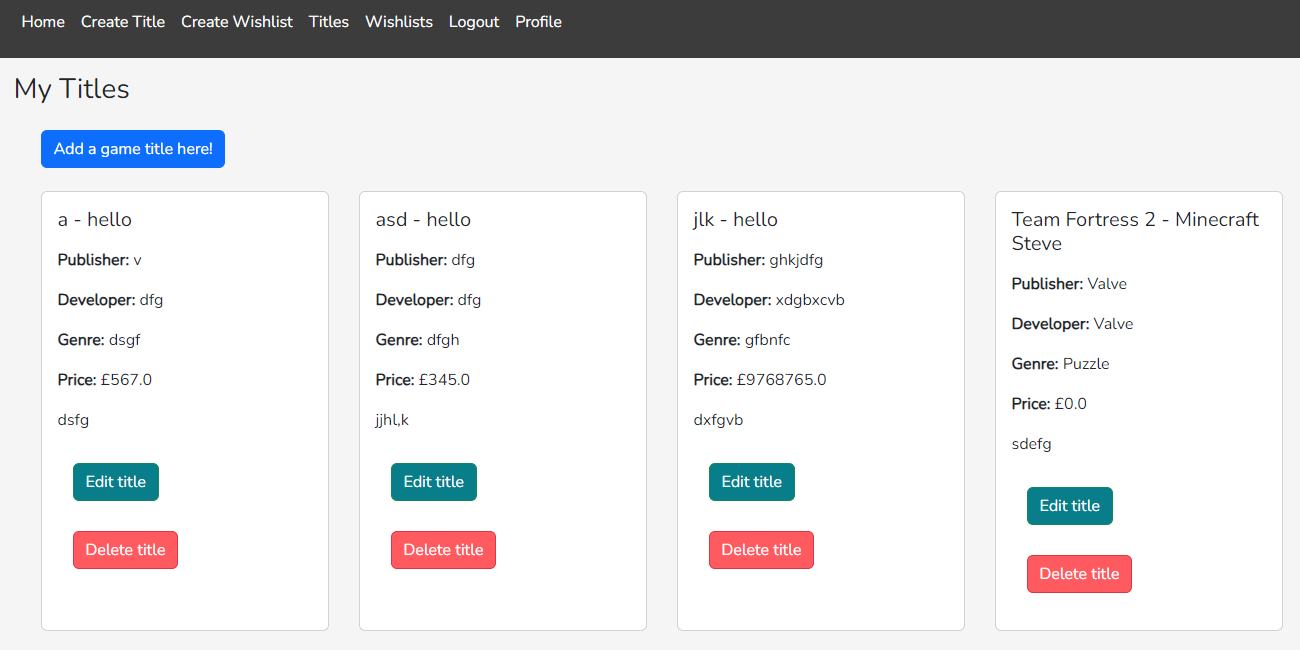 Home Create Title Create Wishlist Titles Wishlists Logout Profile
My Titles
Add a game title here!
a - hello
Publisher: v
Developer: dfg
Genre: dsgf
Price: £567.0
dsfg
Edit title
Delete title
asd - hello
Publisher: dfg
Developer: dfg
Genre: dfgh
Price: £345.0
jjhl,k
Edit title
Delete title
jlk - hello
Publisher: ghkjdfg
Developer: xdgbxcvb
Genre: gfbnfc
Price: £9768765.0
dxfgvb
Edit title
Delete title
Team Fortress 2 - Minecraft
Steve
Publisher: Valve
Developer: Valve
Genre: Puzzle
Price: £0.0
sdefg
Edit title
Delete title